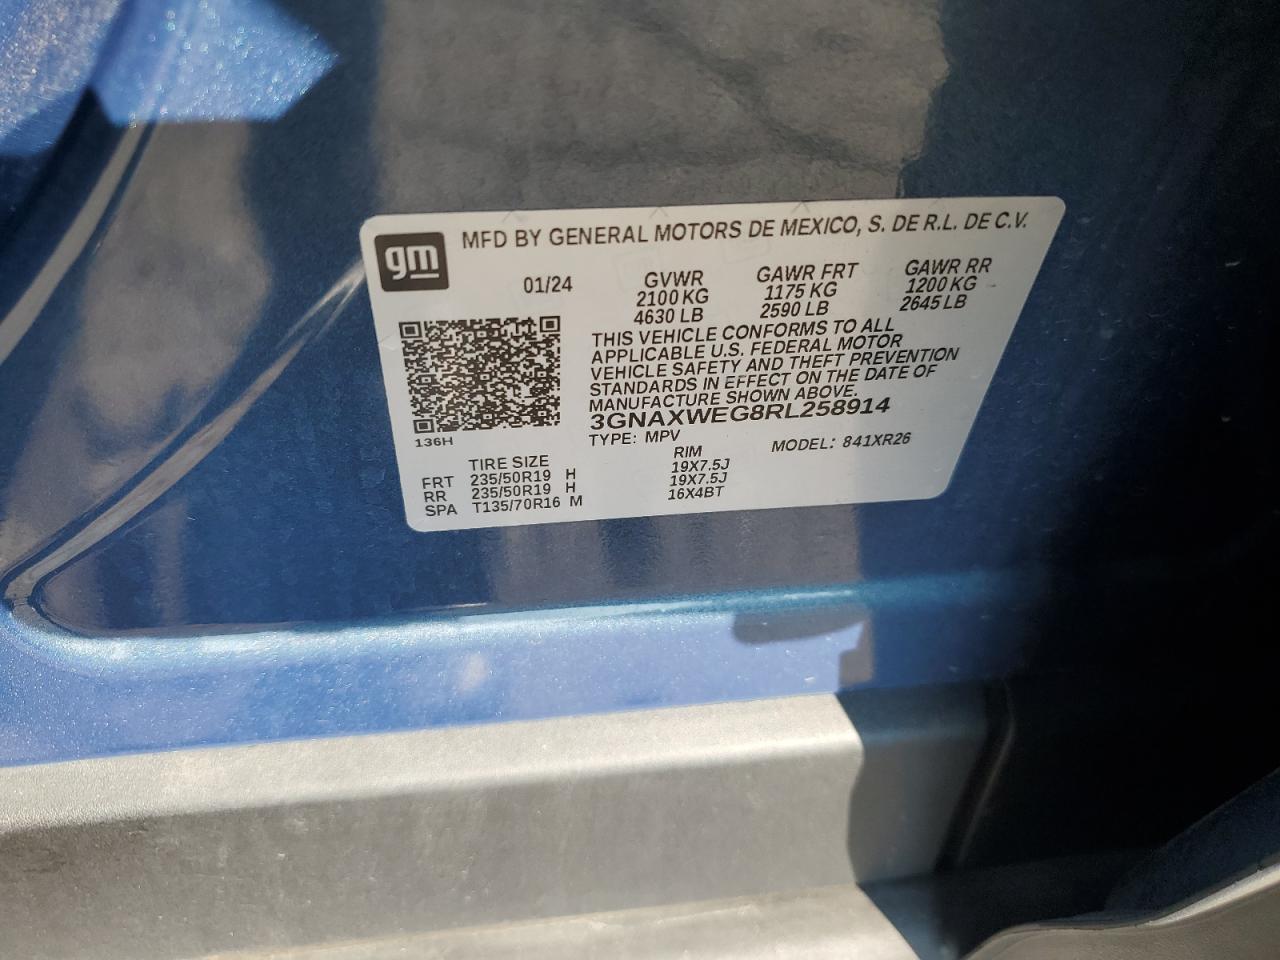 gm
MFD BY GENERAL MOTORS DE MEXICO, S. DE R.L. DE C.V.
01/24
GVWR
2100 KG
4630 LB
GAWR FRT
1175 KG
2590 LB
GAWR RR
1200 KG
2645 LB
THIS VEHICLE CONFORMS TO ALL
APPLICABLE U.S. FEDERAL MOTOR
VEHICLE SAFETY AND THEFT PREVENTION
STANDARDS IN EFFECT ON THE DATE OF
MANUFACTURE SHOWN ABOVE.
3GNAXWEG8RL258914
TYPE: MPV
MODEL: 841XR26
136H
TIRE SIZE RIM
FRT 235/50R19 H 19X7.5J
RR 235/50R19 H 19X7.5J
SPA T135/70R16 M 16X4BT